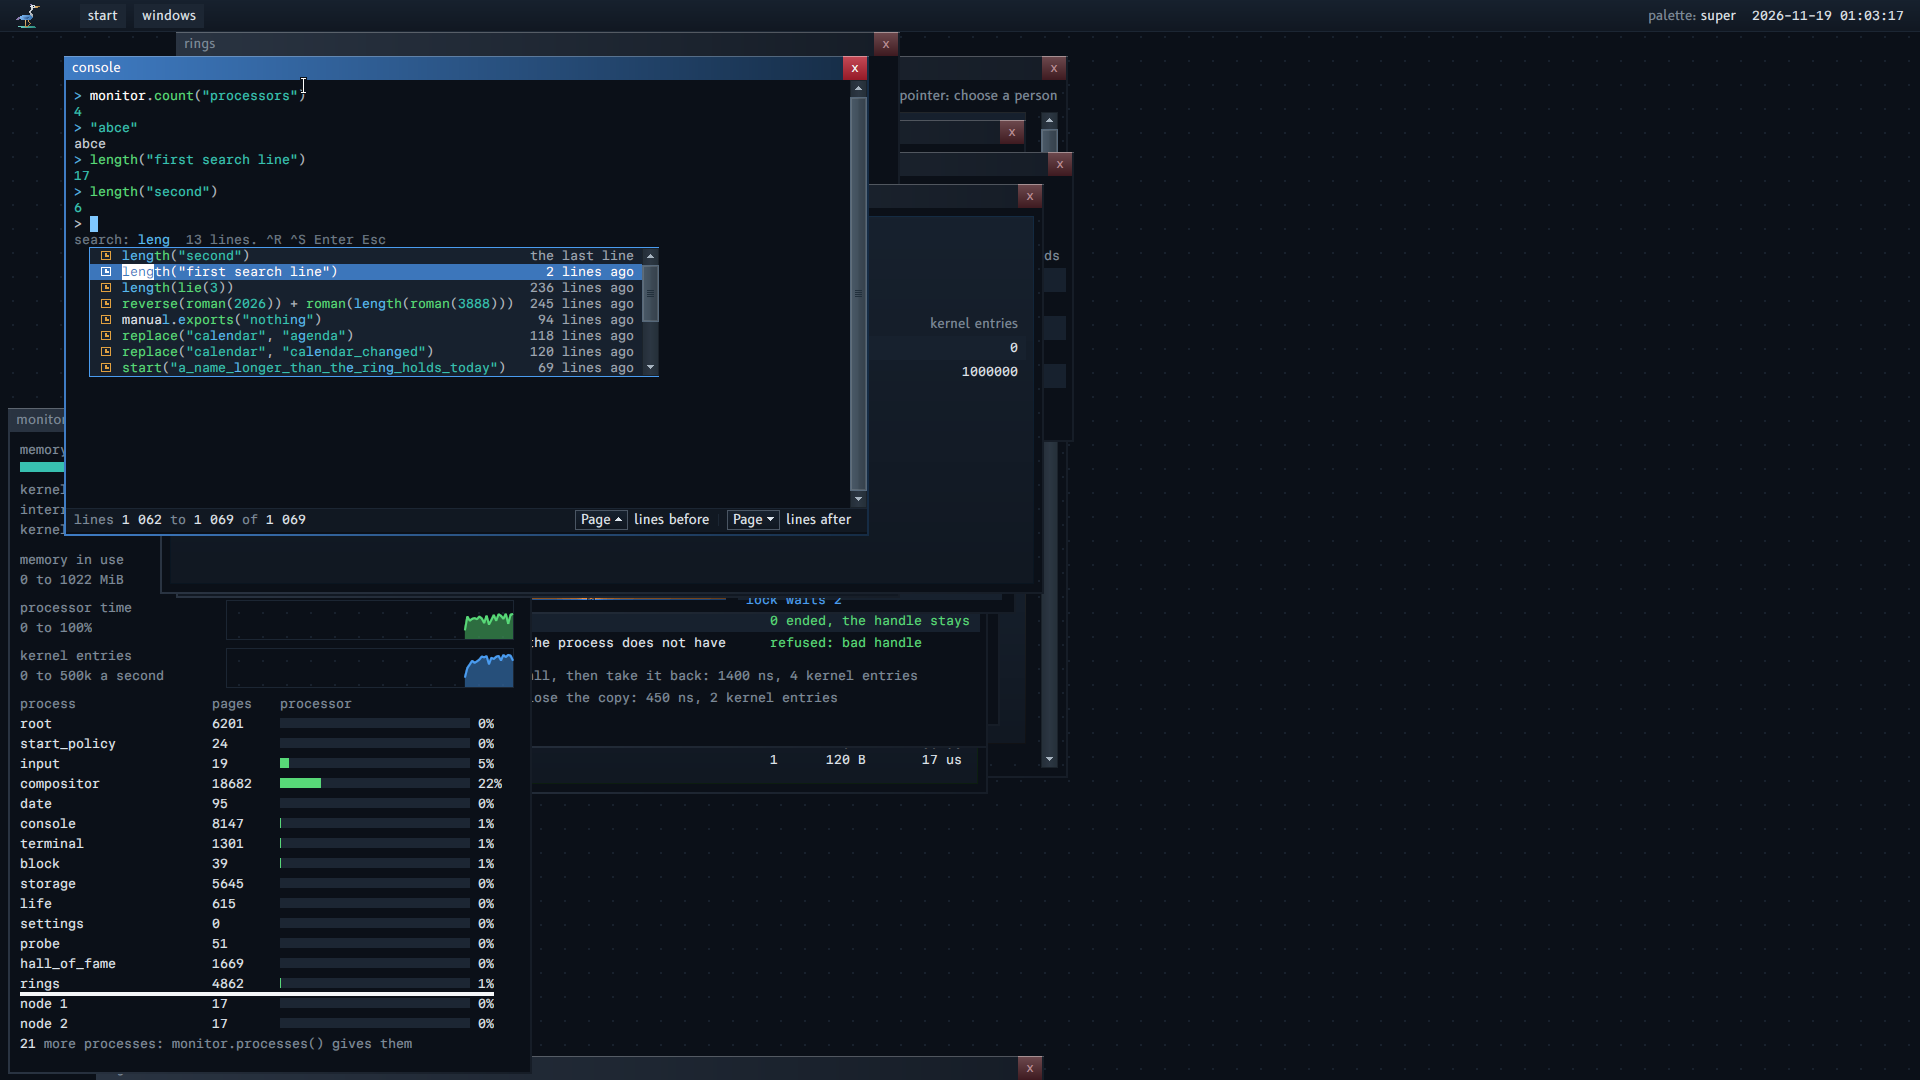 start windows palette: super 2026-11-19 01:03:17
rings x
console x
x
> monitor.count("processors")
4
> "abce"
abce
> length("first search line")
17
> length("second")
6
>
search: leng 13 lines. ^R ^S Enter Esc
length("second") the last line
length("first search line") 2 lines ago
length(lie(3)) 236 lines ago
reverse(roman(2026)) + roman(length(roman(3888))) 245 lines ago
manual.exports("nothing") 94 lines ago
replace("calendar", "agenda") 118 lines ago
replace("calendar", "calendar_changed") 120 lines ago
start("a_name_longer_than_the_ring_holds_today") 69 lines ago
lines 1 062 to 1 069 of 1 069 Page lines before Page lines after
pointer: choose a person
x
x
x
ds
kernel entries
0
1000000
monitor
memory
kernel
inter
kernel
memory in use
0 to 1022 MiB
processor time
0 to 100%
kernel entries
0 to 500k a second
process pages processor
root 6201 0%
start_policy 24 0%
input 19 5%
compositor 18682 22%
date 95 0%
console 8147 1%
terminal 1301 1%
block 39 1%
storage 5645 0%
life 615 0%
settings 0 0%
probe 51 0%
hall_of_fame 1669 0%
rings 4862 1%
node 1 17 0%
node 2 17 0%
21 more processes: monitor.processes() gives them
lock waits 2
0 ended, the handle stays
the process does not have refused: bad handle
all, then take it back: 1400 ns, 4 kernel entries
lose the copy: 450 ns, 2 kernel entries
1 120 B 17 us
x